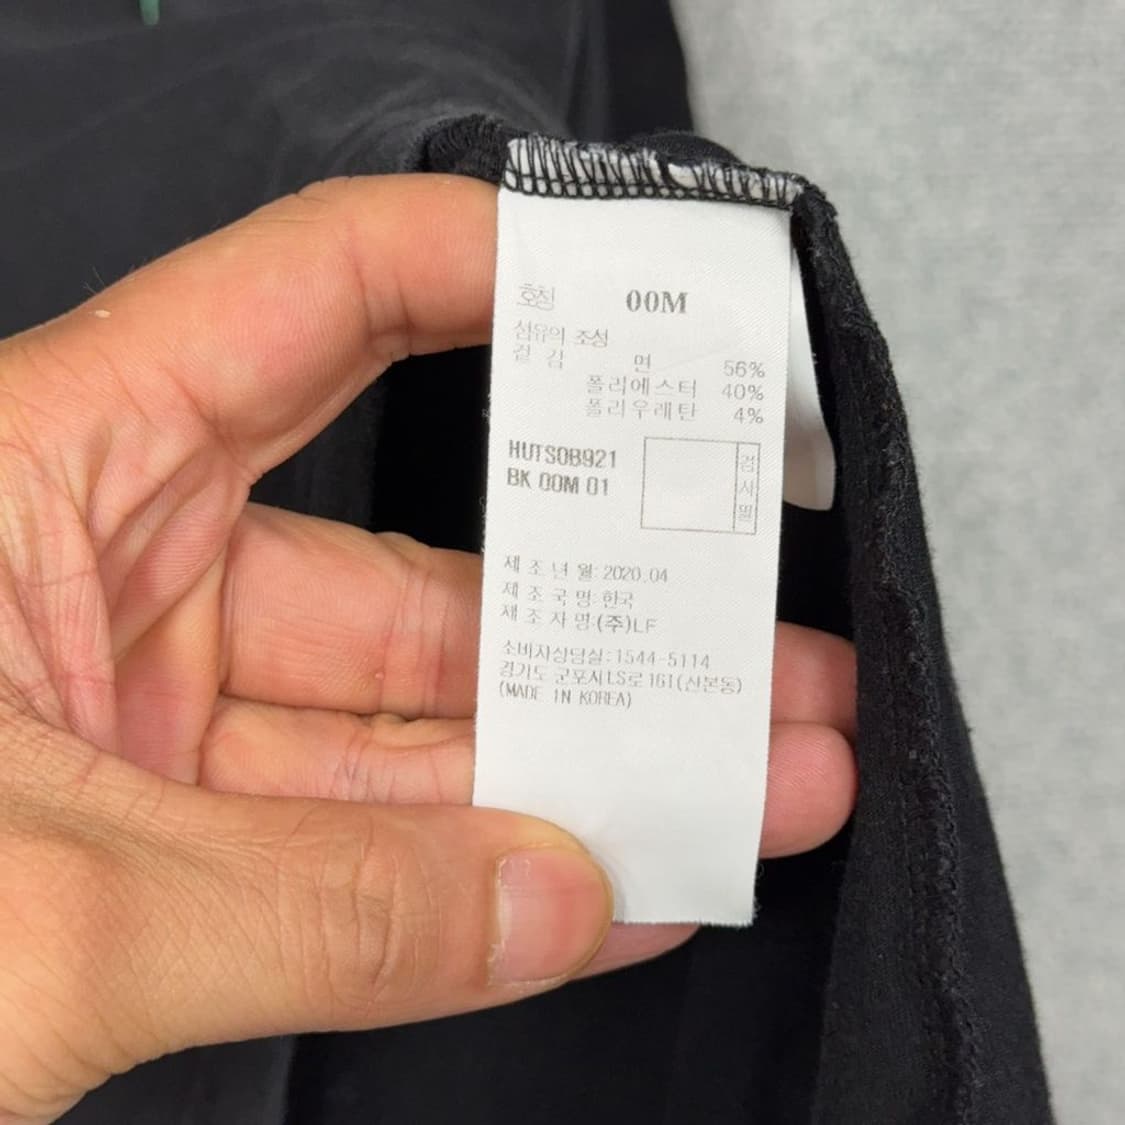 호칭 00M
섬유의 조성
겉감 면 56%
폴리에스터 40%
폴리우레탄 4%
HUTS0B921
BK 00M 01
검사필
제조년월: 2020.04
제조국명: 한국
제조자명:(주)LF
소비자상담실:1544-5114
경기도 군포시LS로 161(산본동)
(MADE IN KOREA)